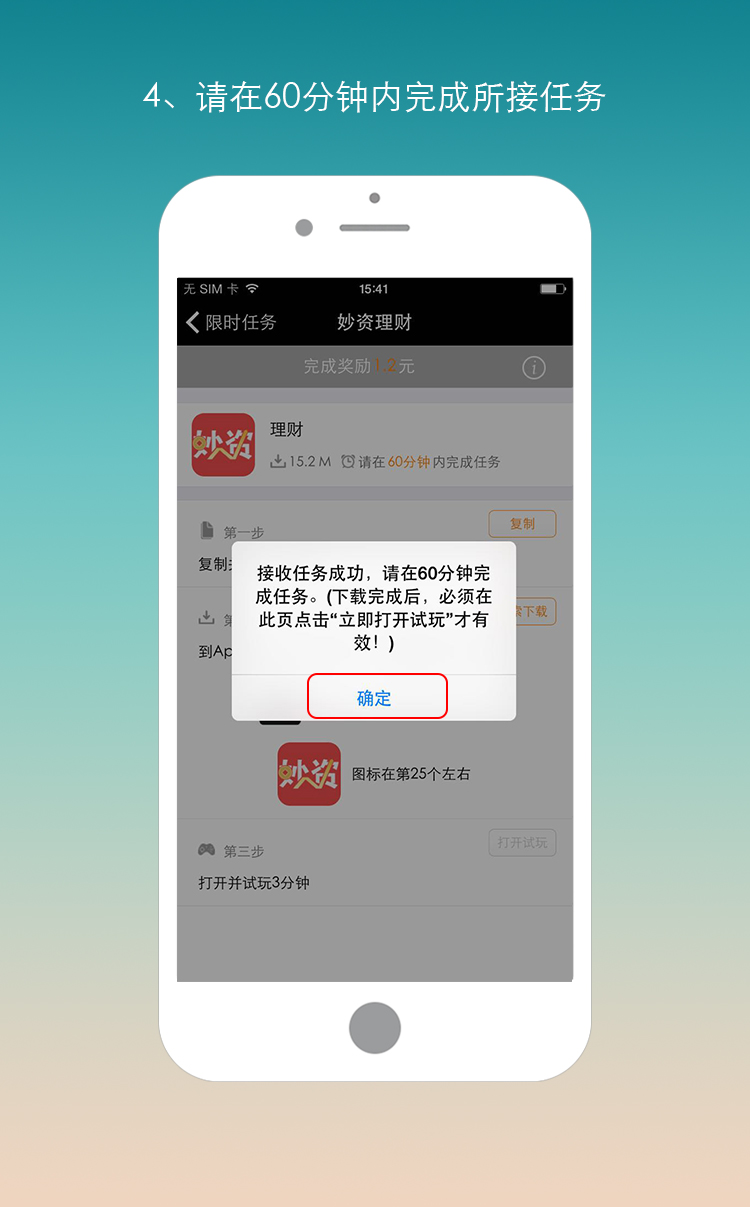 4、请在60分钟内完成所接任务
无 SIM 卡
15:41
限时任务
妙资理财
完成奖励1.2元
妙资
理财
15.2 M 请在60分钟内完成任务
第一步
复制
复制
接收任务成功，请在60分钟完
成任务。(下载完成后，必须在
此页点击“立即打开试玩”才有
效！)
确定
第
索下载
到Ap
妙资
图标在第25个左右
第三步
打开试玩
打开并试玩3分钟